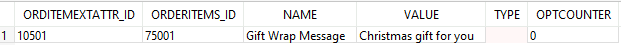 ORDITEMEXTATTR_ID ORDERITEMS_ID NAME VALUE TYPE OPTCOUNTER
1 10501 75001 Gift Wrap Message Christmas gift for you 0